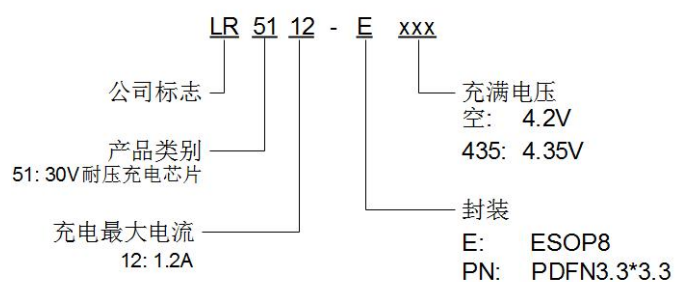 LR 51 12 - E xxx
公司标志
产品类别
51: 30V耐压充电芯片
充电最大电流
12: 1.2A
充满电压
空: 4.2V
435: 4.35V
封装
E: ESOP8
PN: PDFN3.3*3.3